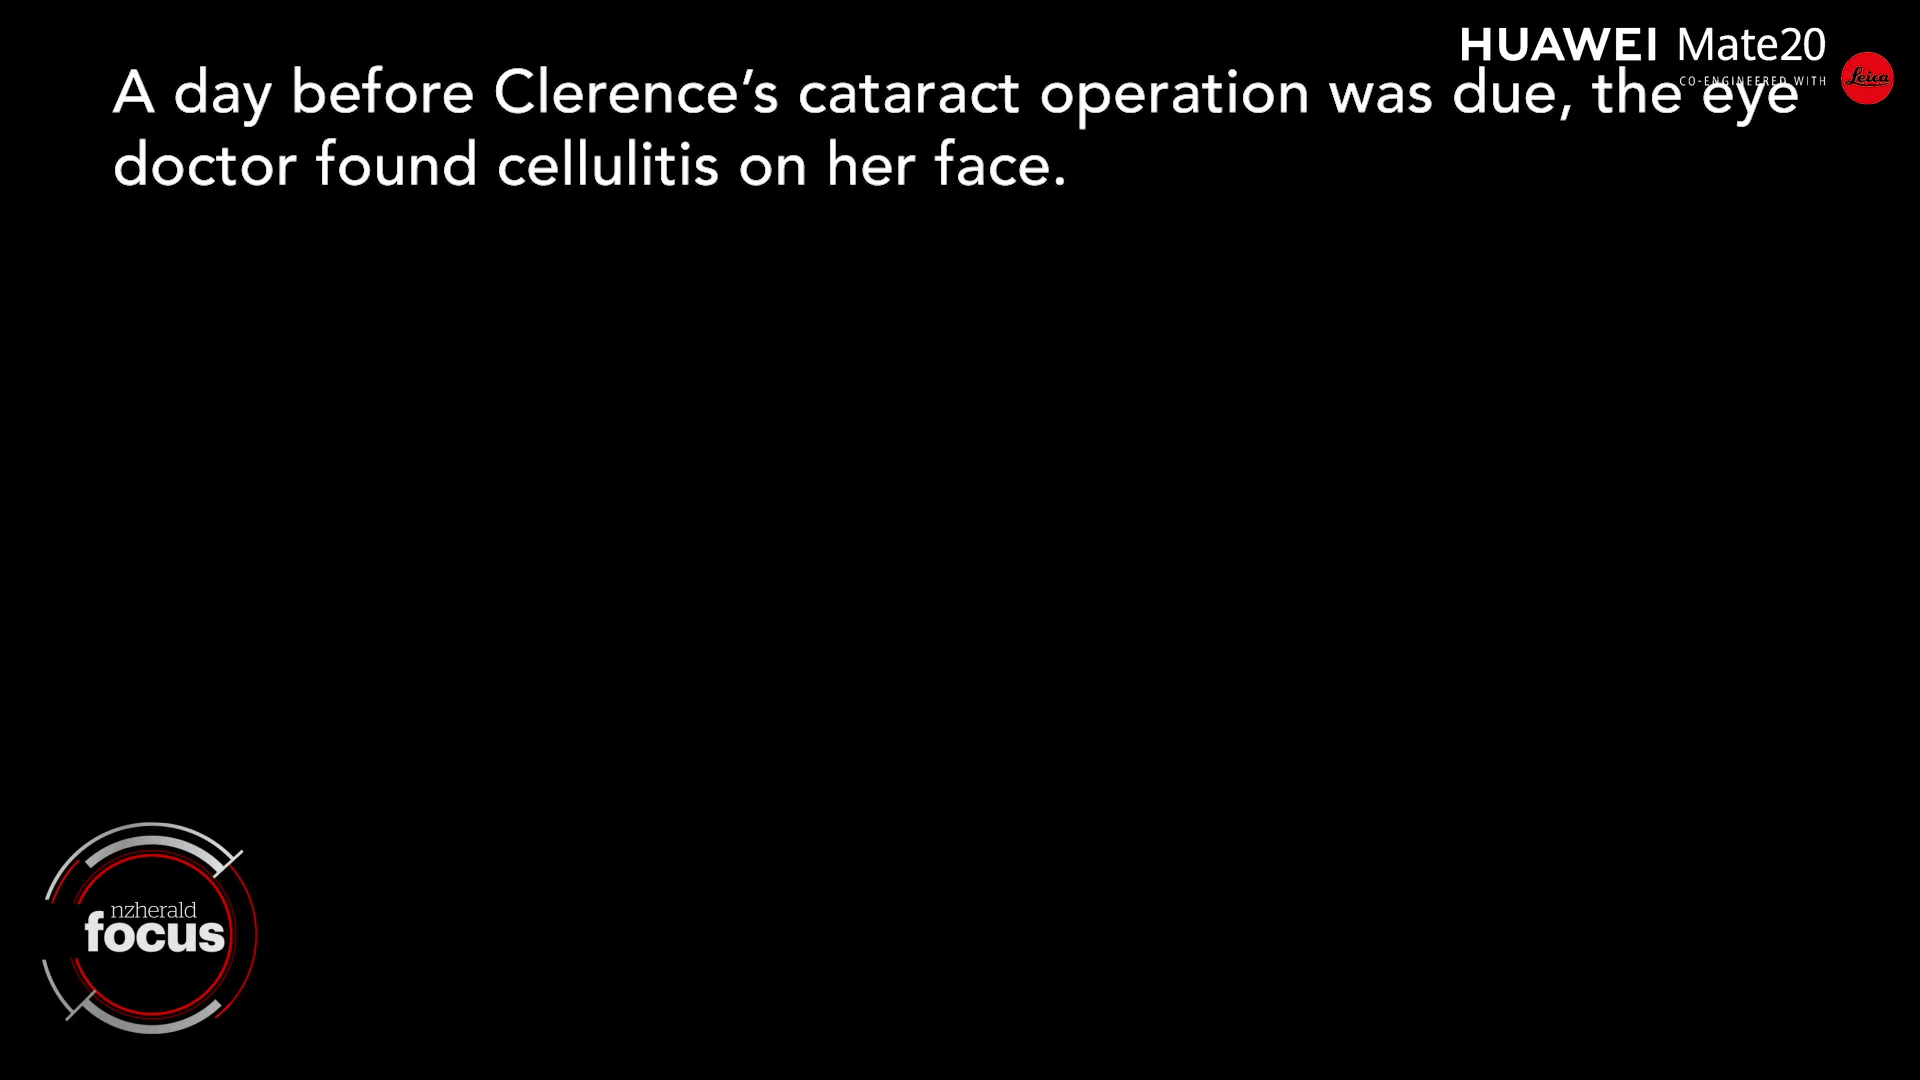 HUAWEI Mate20
CO-ENGINEERED WITH
Leica
A day before Clerence’s cataract operation was due, the eye
doctor found cellulitis on her face.
nzherald
focus